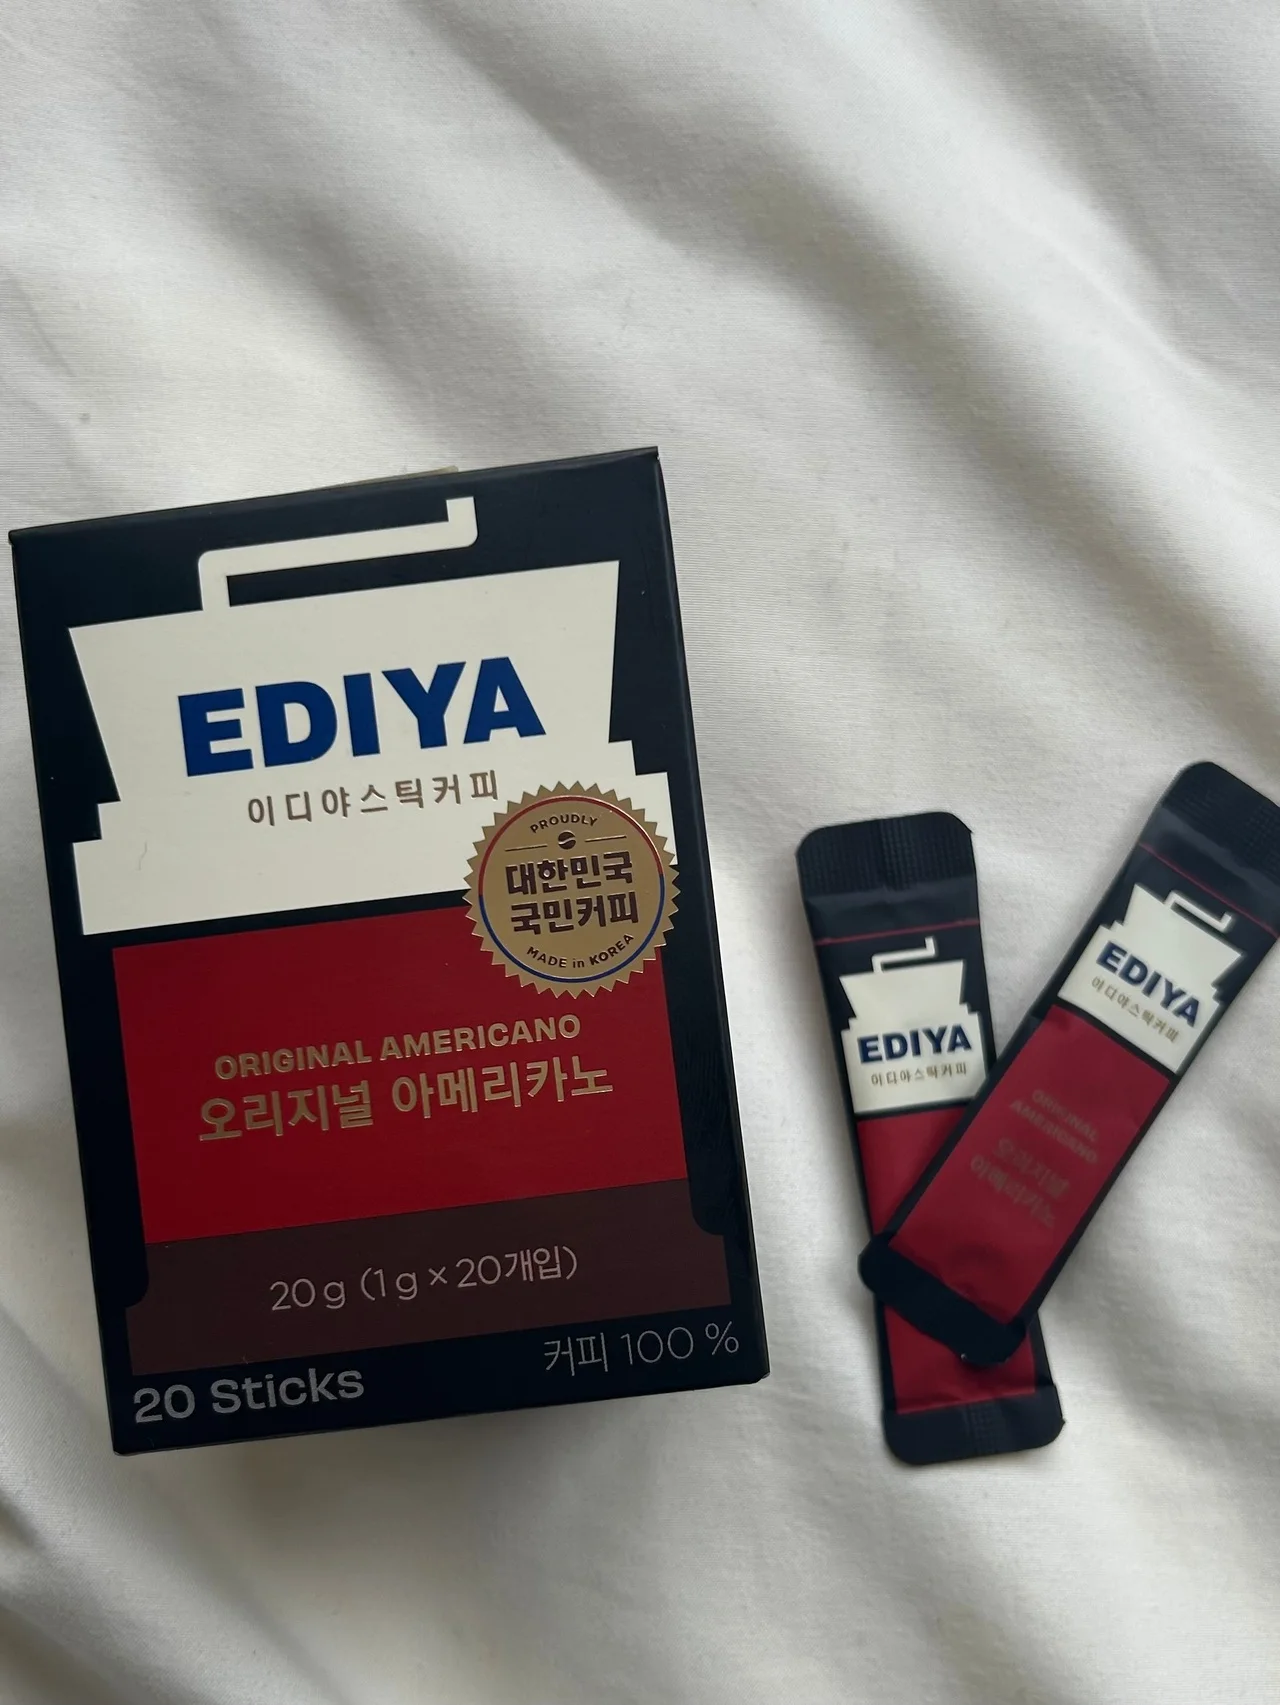 EDIYA
이디야스틱커피
PROUDLY
대한민국
국민커피
MADE in KOREA
ORIGINAL AMERICANO
오리지널 아메리카노
20 g (1 g × 20개입)
커피 100 %
20 Sticks
EDIYA
이디야스틱커피
EDIYA
이디야스틱커피
ORIGINAL
AMERICANO
오리지널
아메리카노